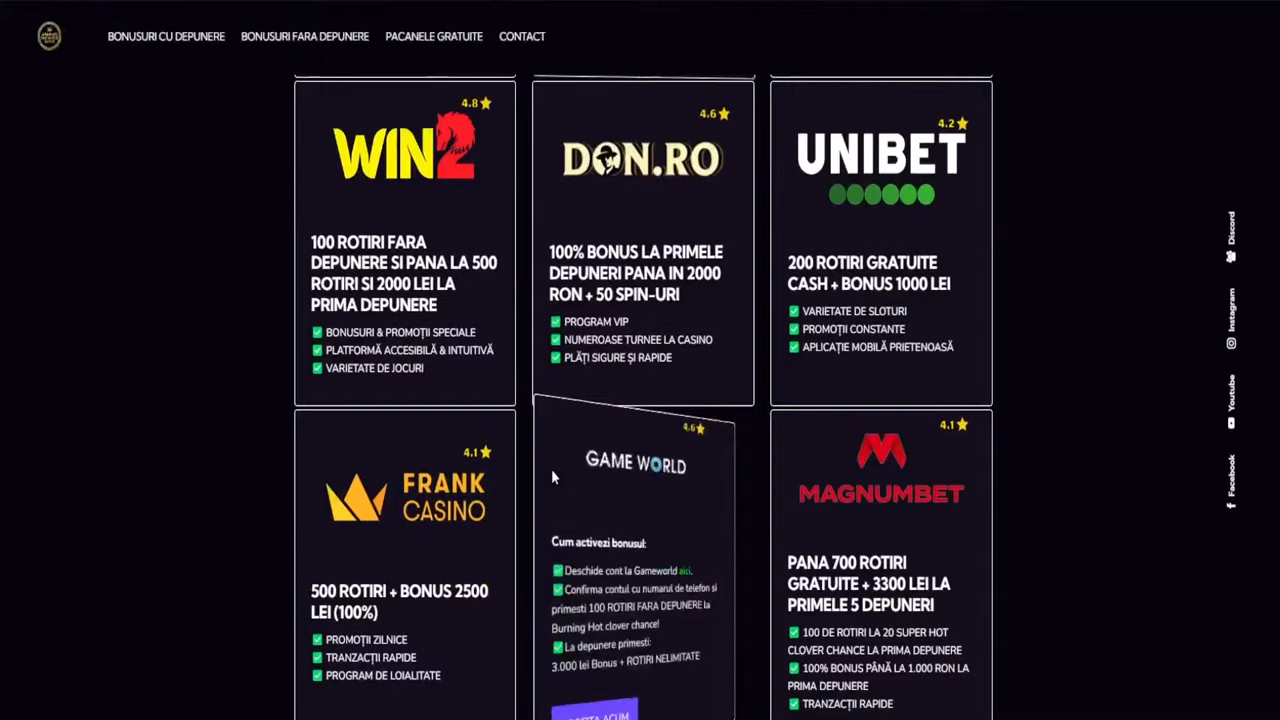 BONUSURI CU DEPUNERE
BONUSURI FARA DEPUNERE
PACANELE GRATUITE
CONTACT
4.8
WIN2
100 ROTIRI FARA
DEPUNERE SI PANA LA 500
ROTIRI SI 2000 LEI LA
PRIMA DEPUNERE
BONUSURI & PROMOȚII SPECIALE
PLATFORMĂ ACCESIBILĂ & INTUITIVĂ
VARIETATE DE JOCURI
4.6
DON.RO
100% BONUS LA PRIMELE
DEPUNERI PANA IN 2000
RON + 50 SPIN-URI
PROGRAM VIP
NUMEROASE TURNEE LA CASINO
PLĂȚI SIGURE ȘI RAPIDE
4.2
UNIBET
200 ROTIRI GRATUITE
CASH + BONUS 1000 LEI
VARIETATE DE SLOTURI
PROMOȚII CONSTANTE
APLICAȚIE MOBILĂ PRIETENOASĂ
4.1
FRANK
CASINO
500 ROTIRI + BONUS 2500
LEI (100%)
PROMOȚII ZILNICE
TRANZACȚII RAPIDE
PROGRAM DE LOIALITATE
4.6
GAME WORLD
Cum activezi bonusul:
Deschide cont la Gameworld aici.
Confirma contul cu numarul de telefon si
primesti 100 ROTIRI FARA DEPUNERE la
Burning Hot clover chance!
La depunere primesti:
3.000 lei Bonus + ROTIRI NELIMITATE
ACUM
4.1
MAGNUMBET
PANA 700 ROTIRI
GRATUITE + 3300 LEI LA
PRIMELE 5 DEPUNERI
100 DE ROTIRI LA 20 SUPER HOT
CLOVER CHANCE LA PRIMA DEPUNERE
100% BONUS PÂNĂ LA 1.000 RON LA
PRIMA DEPUNERE
TRANZACȚII RAPIDE
Discord
Instagram
Youtube
Facebook